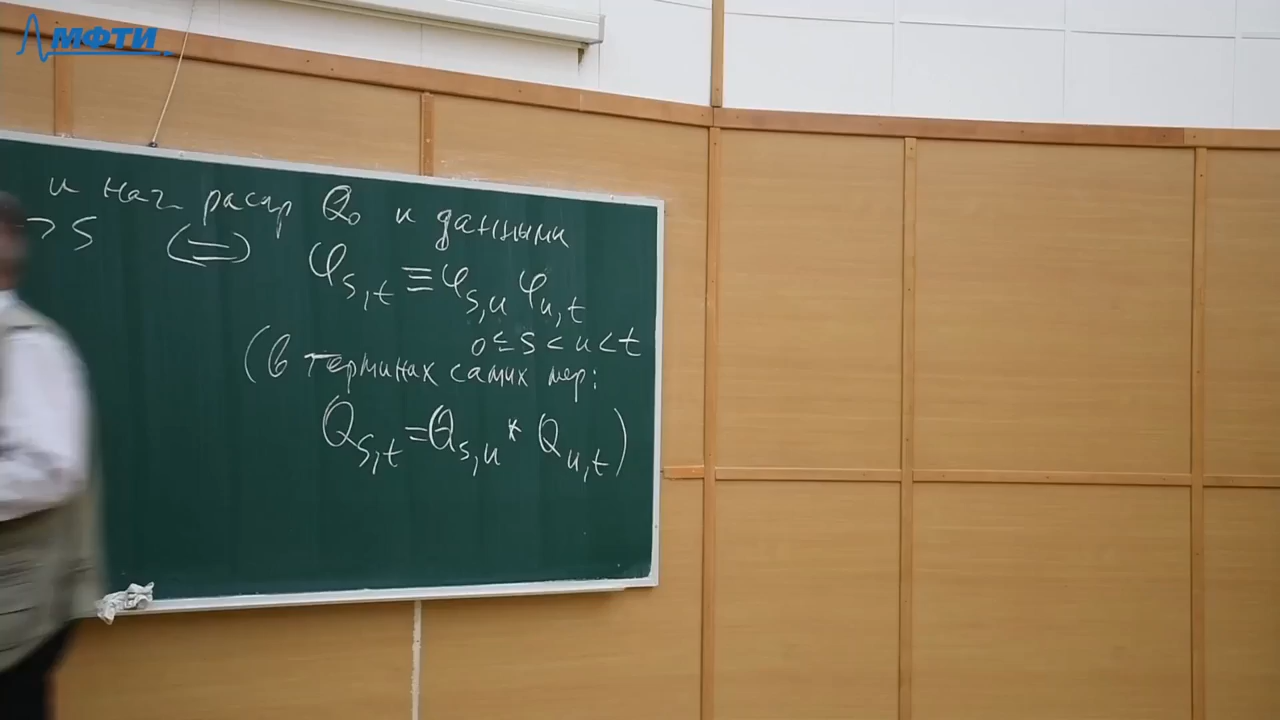 МФТИ
и нач распр Q₀ и данными
> s ⟺
φ_{s,t} ≡ φ_{s,u} φ_{u,t}
0 ≤ s < u < t
(в терминах самих мер:
Q_{s,t} = Q_{s,u} * Q_{u,t})